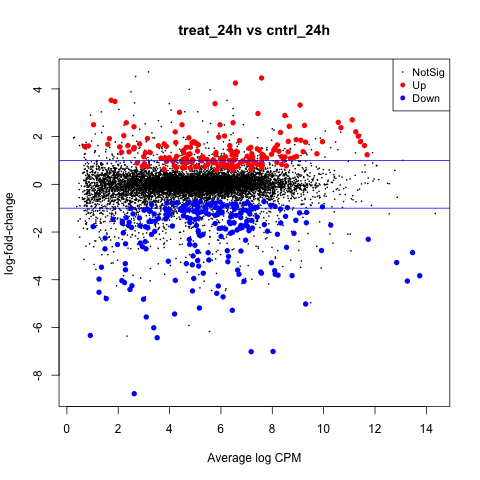 treat_24h vs cntrl_24h
NotSig
Up
Down
4
2
0
-2
-4
-6
-8
log-fold-change
0 2 4 6 8 10 12 14
Average log CPM